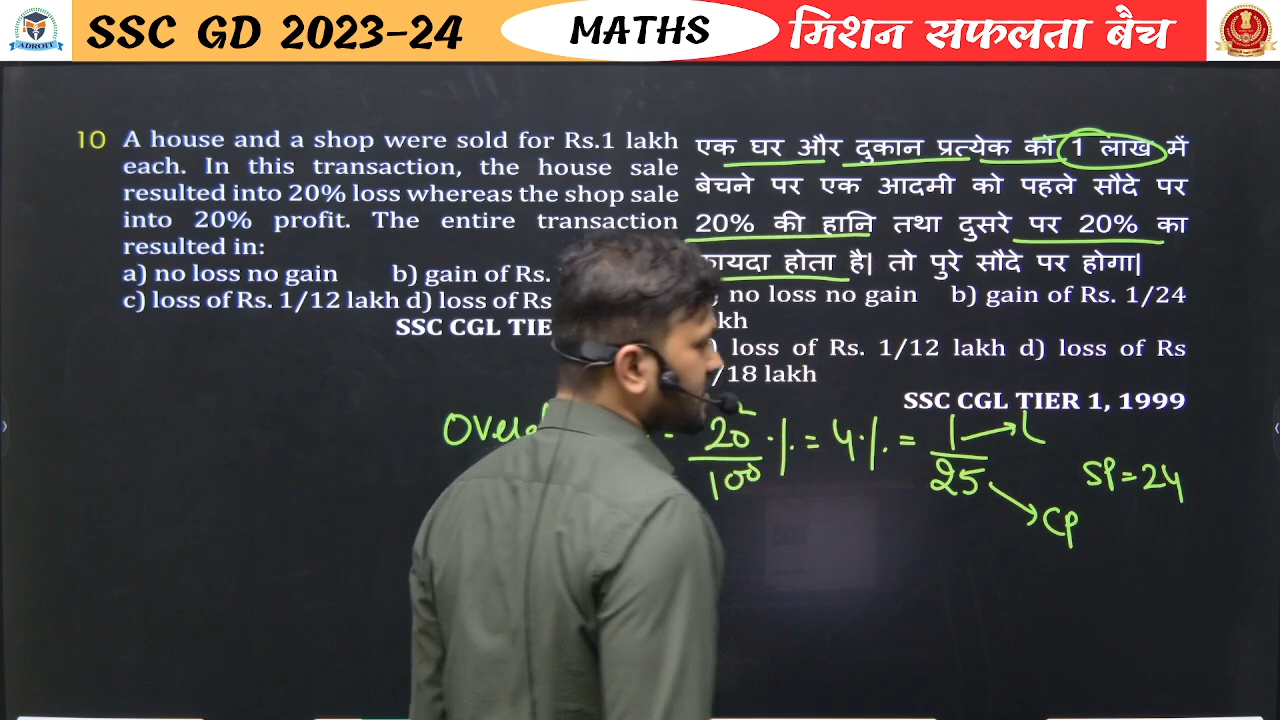 SSC GD 2023-24
MATHS
मिशन सफलता बैच
ADROIT
10 A house and a shop were sold for Rs.1 lakh
each. In this transaction, the house sale
resulted into 20% loss whereas the shop sale
into 20% profit. The entire transaction
resulted in:
a) no loss no gain b) gain of Rs.
c) loss of Rs. 1/12 lakh d) loss of Rs
SSC CGL TIE
एक घर और दुकान प्रत्येक को 1 लाख में
बेचने पर एक आदमी को पहले सौदे पर
20% की हानि तथा दुसरे पर 20% का
फायदा होता है| तो पुरे सौदे पर होगा|
no loss no gain b) gain of Rs. 1/24
kh
loss of Rs. 1/12 lakh d) loss of Rs
/18 lakh
SSC CGL TIER 1, 1999
20/100 % = 4% = 1/25
L
CP
SP=24